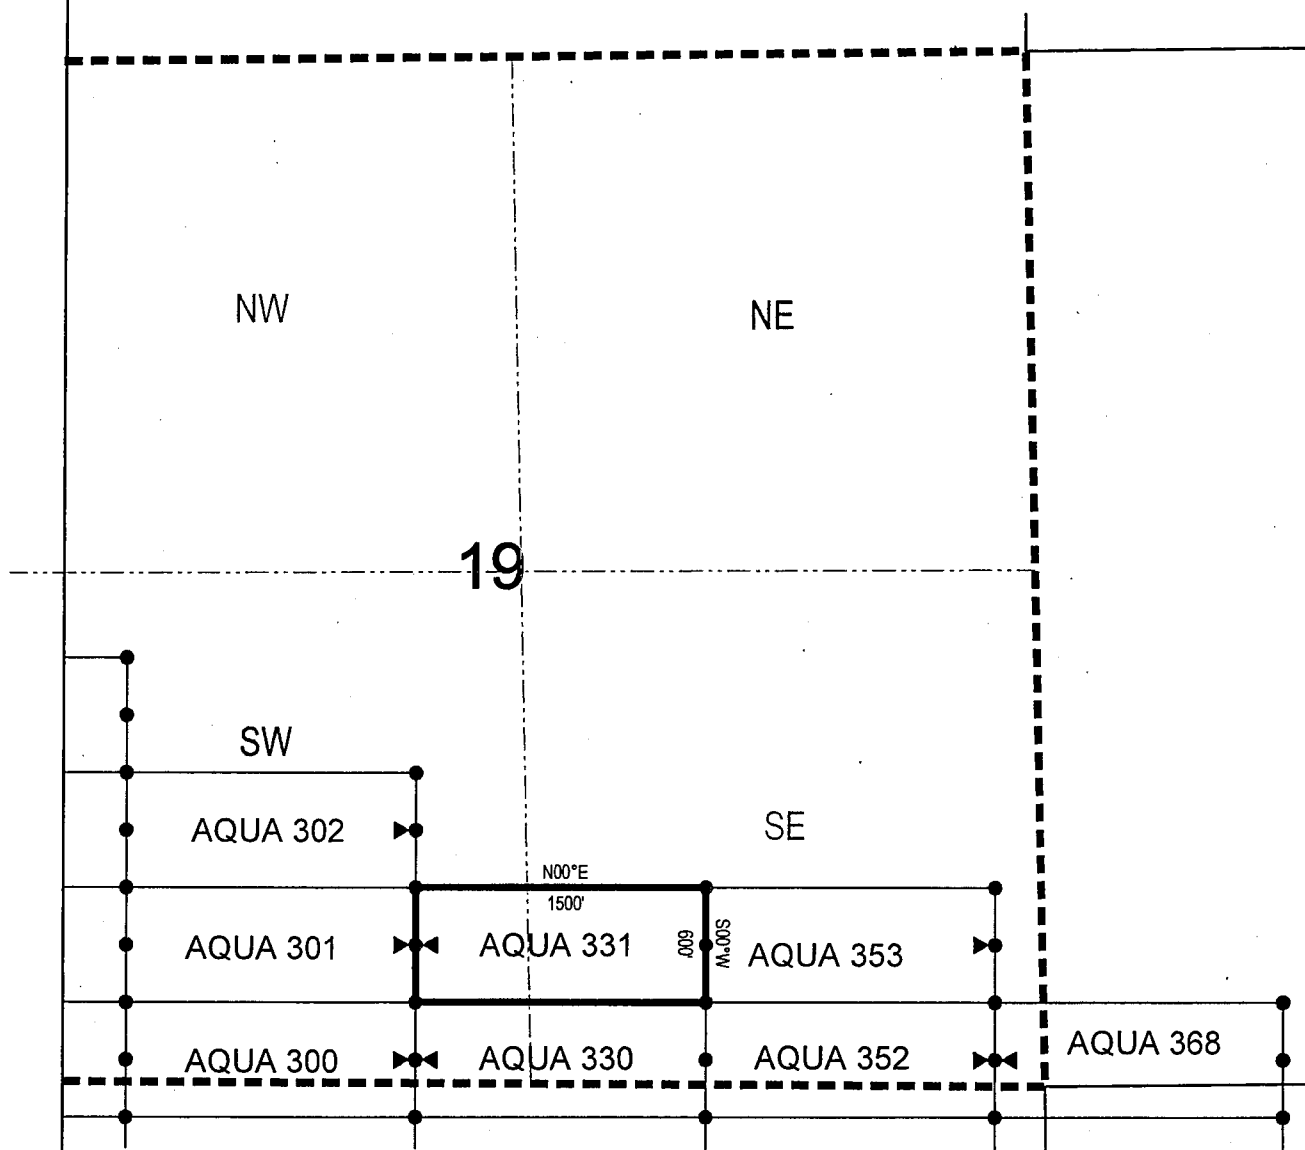 NW
NE
19
SW
AQUA 302
SE
N00°E
1500'
AQUA 301
AQUA 331
600'
S00°W
AQUA 353
AQUA 300
AQUA 330
AQUA 352
AQUA 368